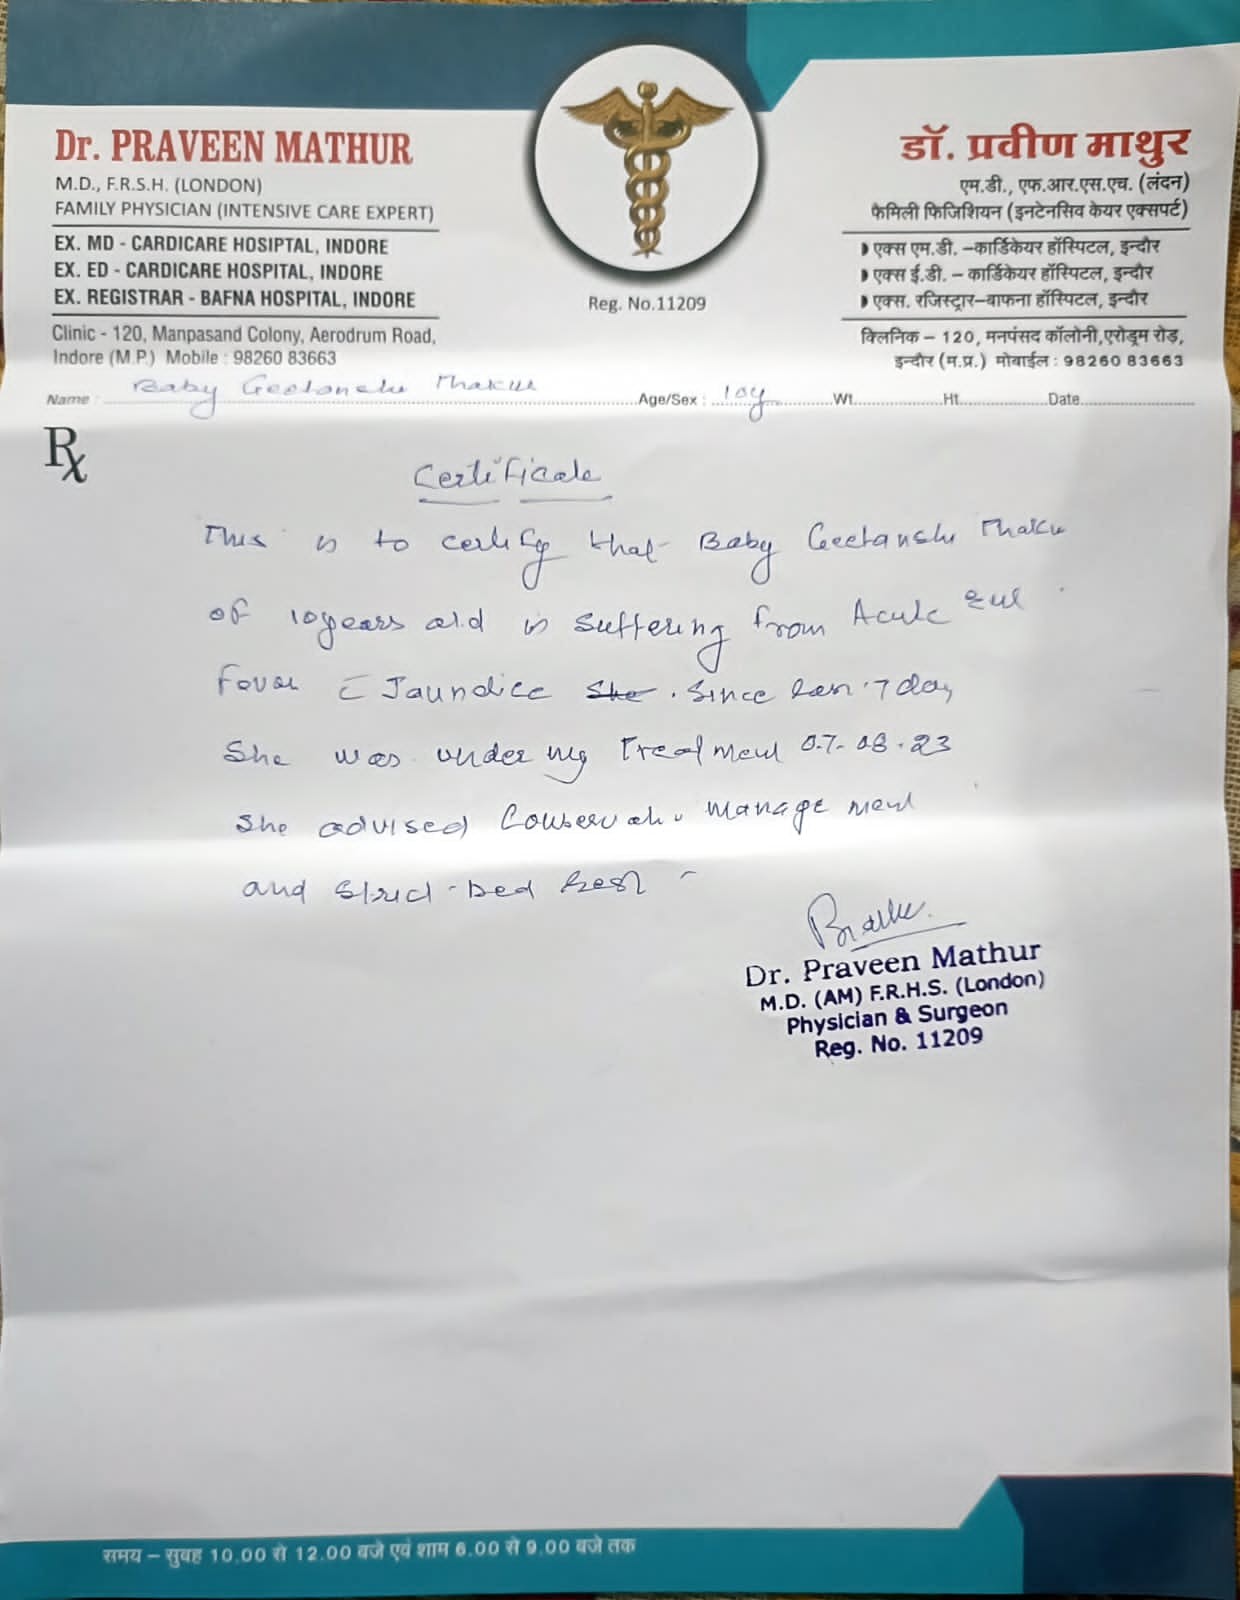 Dr. PRAVEEN MATHUR
M.D., F.R.S.H. (LONDON)
FAMILY PHYSICIAN (INTENSIVE CARE EXPERT)
EX. MD - CARDICARE HOSIPTAL, INDORE
EX. ED - CARDICARE HOSPITAL, INDORE
EX. REGISTRAR - BAFNA HOSPITAL, INDORE
Clinic - 120, Manpasand Colony, Aerodrum Road,
Indore (M.P.) Mobile : 98260 83663
Reg. No.11209
डॉ. प्रवीण माथुर
एम.डी., एफ.आर.एस.एच. (लंदन)
फैमिली फिजिशियन (इनटेनसिव केयर एक्सपर्ट)
एक्स एम.डी. –कार्डिकेयर हॉस्पिटल, इन्दौर
एक्स ई.डी. – कार्डिकेयर हॉस्पिटल, इन्दौर
एक्स. रजिस्ट्रार–बाफना हॉस्पिटल, इन्दौर
क्लिनिक – 120, मनपंसद कॉलोनी,एरोड्रम रोड़,
इन्दौर (म.प्र.) मोबाईल : 98260 83663
Name : Baby Geetanshi Thakur Age/Sex : 10y Wt. Ht. Date
Rx
Certificate
This is to certify that Baby Geetanshi Thakur
of 10years old is suffering from Acute
Fever c Jaundice She . Since 7 day
She was under my Treatment 07-08-23
She advised Conservative management
and strict bed Rest
Dr. Praveen Mathur
M.D. (AM) F.R.H.S. (London)
Physician & Surgeon
Reg. No. 11209
समय – सुवह 10.00 से 12.00 बजे एवं शाम 6.00 से 9.00 बजे तक